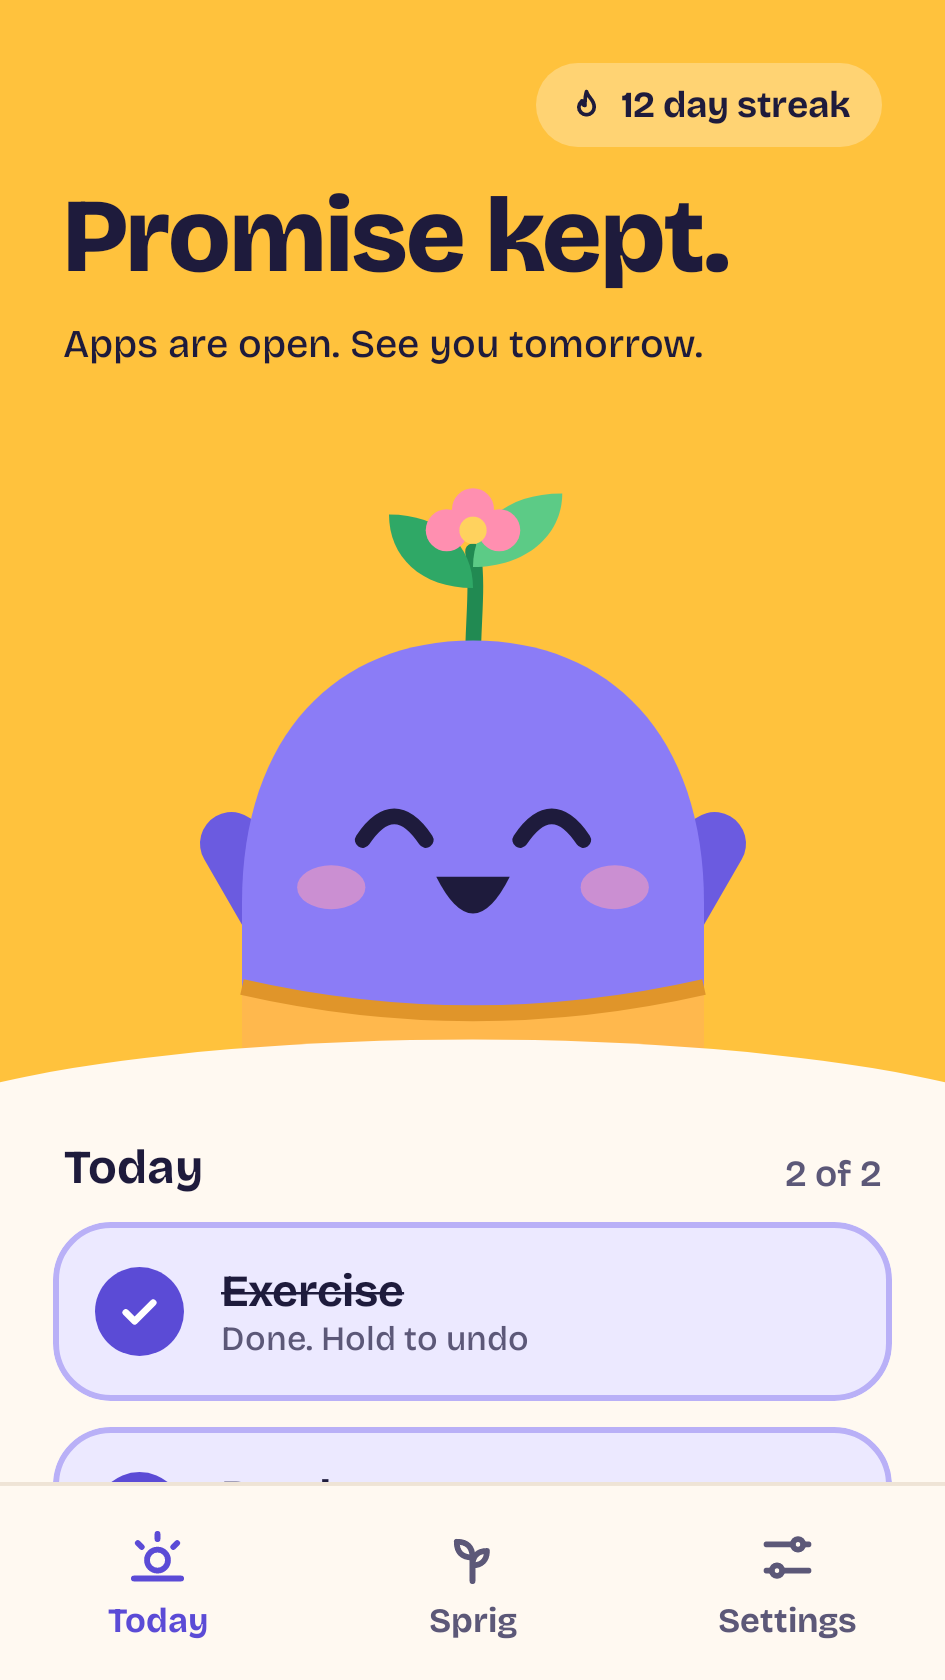 12 day streak
Promise kept.
Apps are open. See you tomorrow.
Today
2 of 2
Exercise
Done. Hold to undo
Today
Sprig
Settings